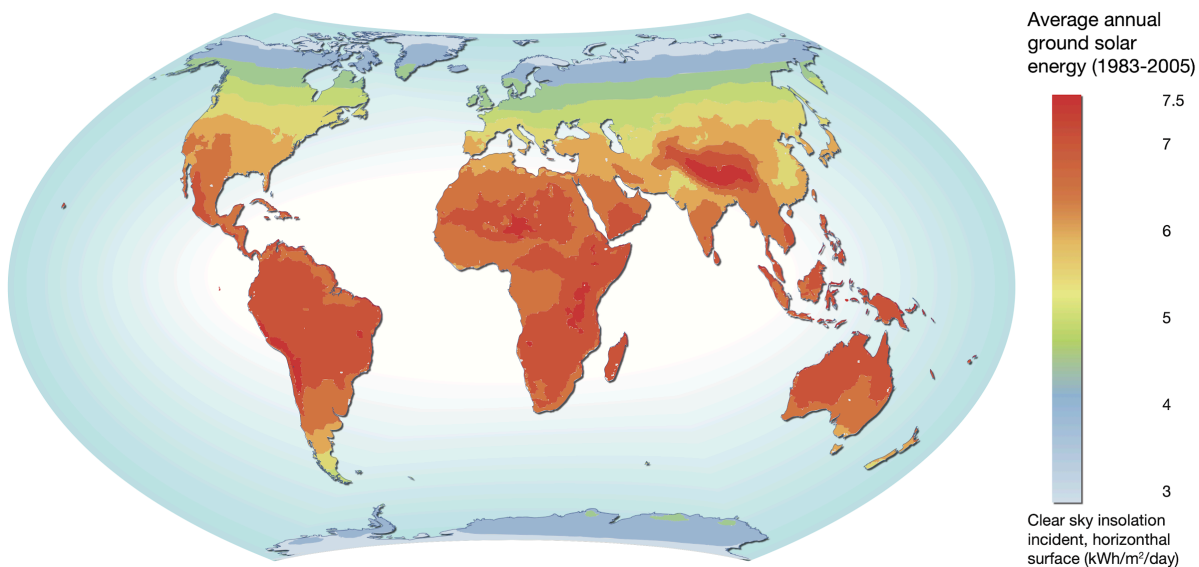 Average annual
ground solar
energy (1983-2005)
7.5
7
6
5
4
3
Clear sky insolation
incident, horizonthal
surface (kWh/m²/day)